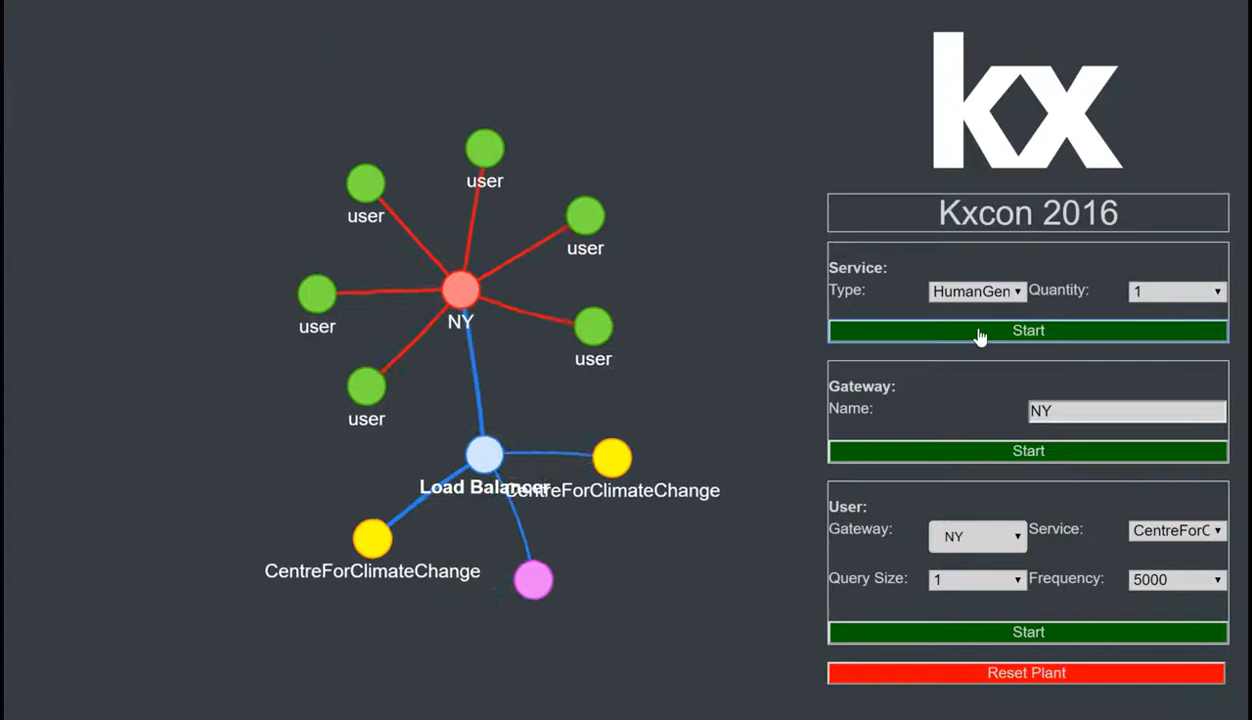 kx
Kxcon 2016
Service:
Type: HumanGen Quantity: 1
Start
Gateway:
Name: NY
Start
User:
Gateway: NY Service: CentreForC
Query Size: 1 Frequency: 5000
Start
Reset Plant
user
user
user
user
user
NY
user
user
Load Balancer
CentreForClimateChange
CentreForClimateChange